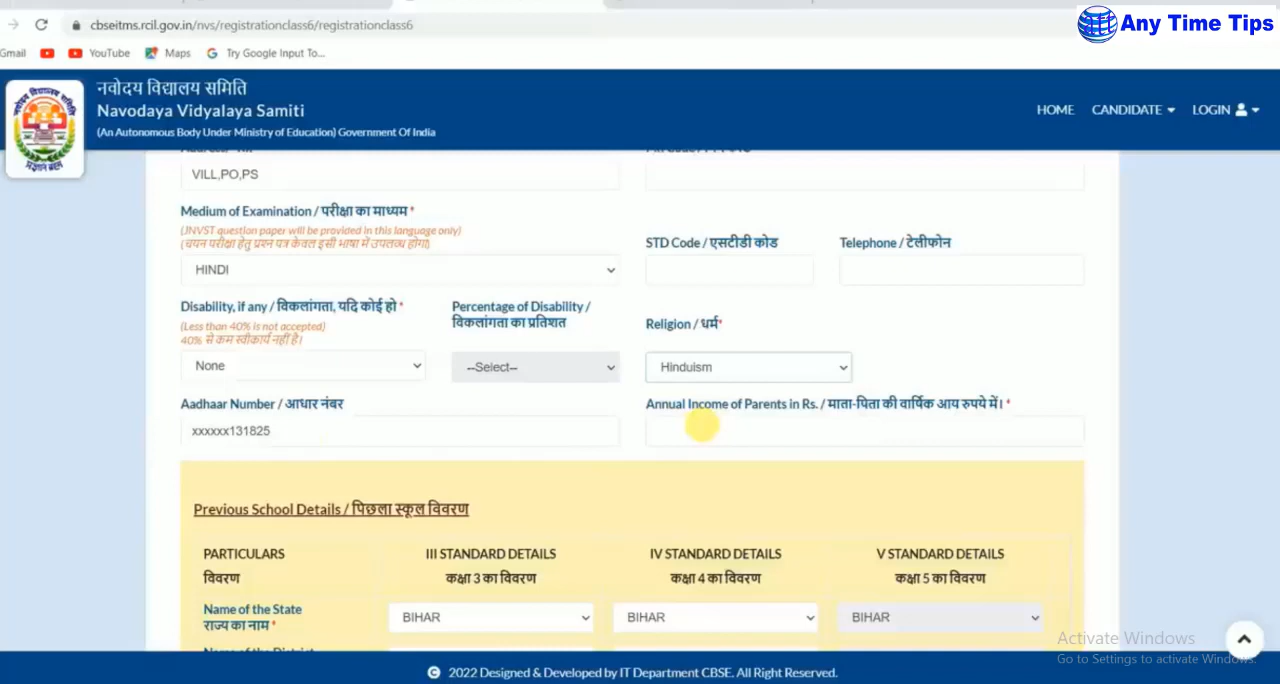 cbseitms.rcil.gov.in/nvs/registrationclass6/registrationclass6
Any Time Tips
Gmail YouTube Maps Try Google Input To...
नवोदय विद्यालय समिति
Navodaya Vidyalaya Samiti
(An Autonomous Body Under Ministry of Education) Government Of India
HOME CANDIDATE LOGIN
VILL,PO,PS
Medium of Examination / परीक्षा का माध्यम *
(JNVST question paper will be provided in this language only)
(चयन परीक्षा हेतु प्रश्न पत्र केवल इसी भाषा में उपलब्ध होगा)
HINDI
STD Code / एसटीडी कोड
Telephone / टेलीफोन
Disability, if any / विकलांगता, यदि कोई हो *
(Less than 40% is not accepted)
40% से कम स्वीकार्य नहीं है।
None
Percentage of Disability /
विकलांगता का प्रतिशत
--Select--
Religion / धर्म*
Hinduism
Aadhaar Number / आधार नंबर
xxxxxx131825
Annual Income of Parents in Rs. / माता-पिता की वार्षिक आय रुपये में। *
Previous School Details / पिछला स्कूल विवरण
PARTICULARS III STANDARD DETAILS IV STANDARD DETAILS V STANDARD DETAILS
विवरण कक्षा 3 का विवरण कक्षा 4 का विवरण कक्षा 5 का विवरण
Name of the State
राज्य का नाम *
BIHAR BIHAR BIHAR
Activate Windows
Go to Settings to activate Windows.
2022 Designed & Developed by IT Department CBSE. All Right Reserved.